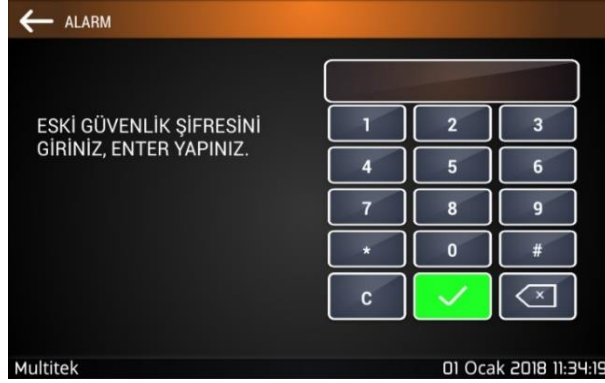 ALARM
ESKİ GÜVENLİK ŞİFRESİNİ
GİRİNİZ, ENTER YAPINIZ.
1 2 3
4 5 6
7 8 9
* 0 #
C
Multitek 01 Ocak 2018 11:34:19